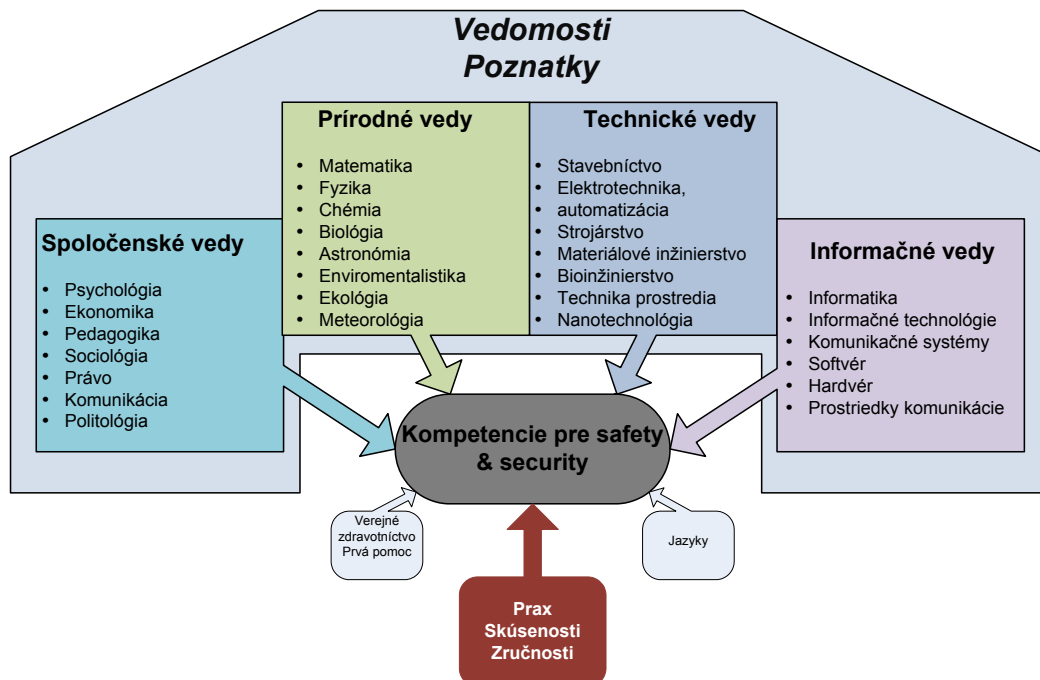 Vedomosti
Poznatky
Prírodné vedy
• Matematika
• Fyzika
• Chémia
• Biológia
• Astronómia
• Enviromentalistika
• Ekológia
• Meteorológia
Technické vedy
• Stavebníctvo
• Elektrotechnika,
• automatizácia
• Strojárstvo
• Materiálové inžinierstvo
• Bioinžinierstvo
• Technika prostredia
• Nanotechnológia
Spoločenské vedy
• Psychológia
• Ekonomika
• Pedagogika
• Sociológia
• Právo
• Komunikácia
• Politológia
Informačné vedy
• Informatika
• Informačné technológie
• Komunikačné systémy
• Softvér
• Hardvér
• Prostriedky komunikácie
Kompetencie pre safety
& security
Verejné
zdravotníctvo
Prvá pomoc
Jazyky
Prax
Skúsenosti
Zručnosti